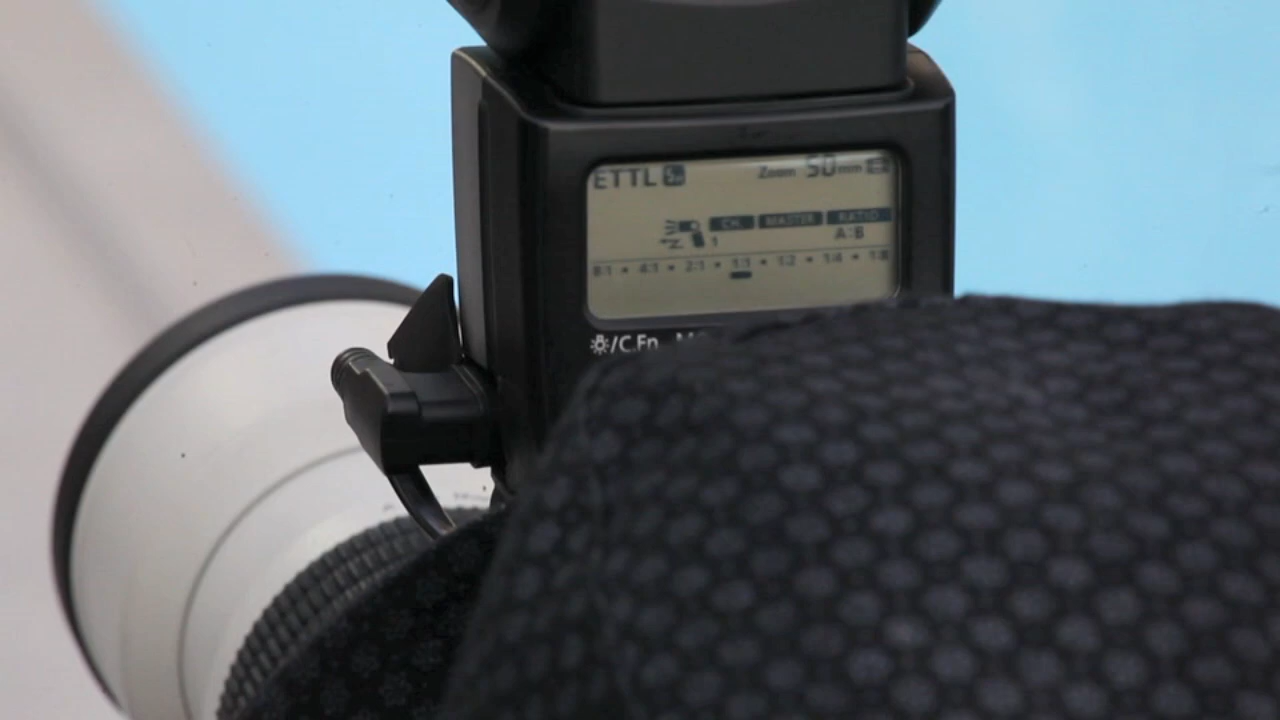 ETTL Zoom 50mm
CH. MASTER RATIO
1 A:B
8:1 • 4:1 • 2:1 • 1:1 • 1:2 • 1:4 • 1:8
/C.Fn